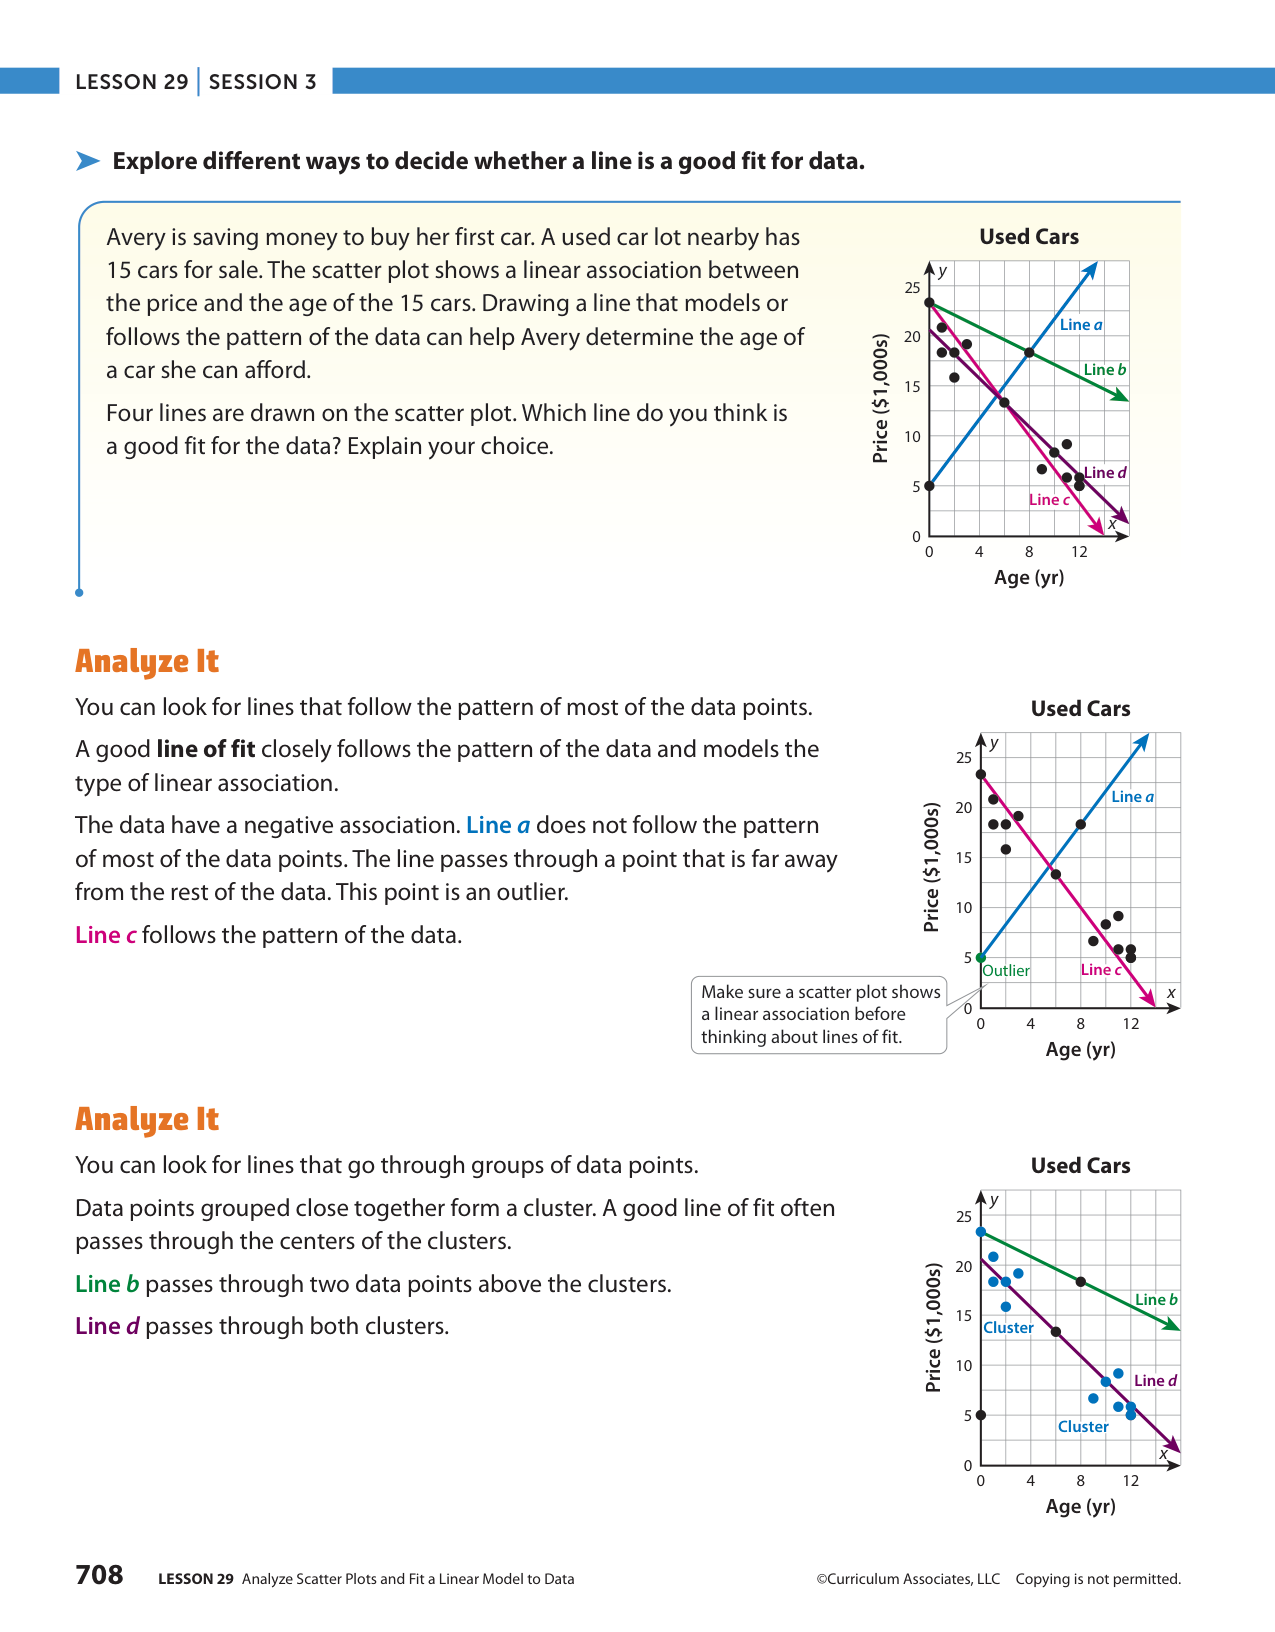 LESSON 29 | SESSION 3
➤ Explore different ways to decide whether a line is a good fit for data.
Avery is saving money to buy her first car. A used car lot nearby has
15 cars for sale. The scatter plot shows a linear association between
the price and the age of the 15 cars. Drawing a line that models or
follows the pattern of the data can help Avery determine the age of
a car she can afford.
Four lines are drawn on the scatter plot. Which line do you think is
a good fit for the data? Explain your choice.
Used Cars
y
25
20
15
10
5
0
Price ($1,000s)
Line a
Line b
Line d
Line c
x
0 4 8 12
Age (yr)
Analyze It
You can look for lines that follow the pattern of most of the data points.
A good line of fit closely follows the pattern of the data and models the
type of linear association.
The data have a negative association. Line a does not follow the pattern
of most of the data points. The line passes through a point that is far away
from the rest of the data. This point is an outlier.
Line c follows the pattern of the data.
Make sure a scatter plot shows
a linear association before
thinking about lines of fit.
Used Cars
y
25
20
15
10
5
0
Price ($1,000s)
Line a
Outlier
Line c
x
0 4 8 12
Age (yr)
Analyze It
You can look for lines that go through groups of data points.
Data points grouped close together form a cluster. A good line of fit often
passes through the centers of the clusters.
Line b passes through two data points above the clusters.
Line d passes through both clusters.
Used Cars
y
25
20
15
10
5
0
Price ($1,000s)
Line b
Cluster
Line d
Cluster
x
0 4 8 12
Age (yr)
708 LESSON 29 Analyze Scatter Plots and Fit a Linear Model to Data
©Curriculum Associates, LLC Copying is not permitted.